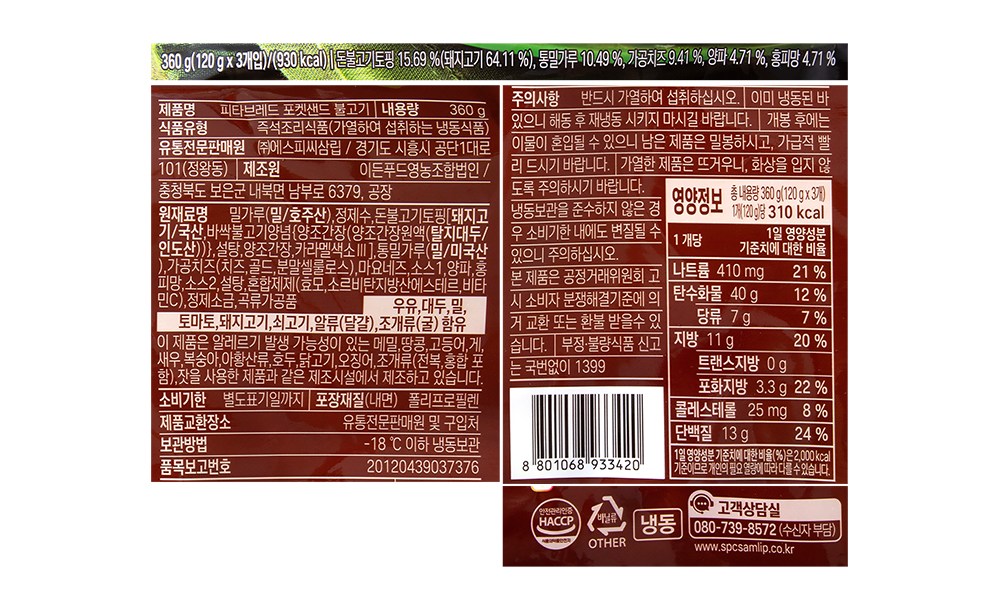 360 g(120 g x 3개입)/(930 kcal) | 돈불고기토핑 15.69 %(돼지고기 64.11 %), 통밀가루 10.49 %, 가공치즈 9.41 %, 양파 4.71 %, 홍피망 4.71 %
제품명 피타브레드 포켓샌드 불고기 | 내용량 360 g
식품유형 즉석조리식품(가열하여 섭취하는 냉동식품)
유통전문판매원 ㈜에스피씨삼립 / 경기도 시흥시 공단1대로
101(정왕동) | 제조원 이든푸드영농조합법인 /
충청북도 보은군 내북면 남부로 6379, 공장
원재료명 밀가루(밀/호주산),정제수,돈불고기토핑[돼지고
기/국산,바싹불고기양념{양조간장(양조간장원액(탈지대두/
인도산))},설탕,양조간장,카라멜색소Ⅲ],통밀가루(밀/미국산
),가공치즈(치즈,골드,분말셀룰로스),마요네즈,소스1,양파,홍
피망,소스2,설탕,혼합제제(효모,소르비탄지방산에스테르,비타
민C),정제소금,곡류가공품
우유,대두,밀,
토마토,돼지고기,쇠고기,알류(달걀),조개류(굴) 함유
이 제품은 알레르기 발생 가능성이 있는 메밀,땅콩,고등어,게,
새우,복숭아,아황산류,호두,닭고기,오징어,조개류(전복,홍합 포
함),잣을 사용한 제품과 같은 제조시설에서 제조하고 있습니다.
소비기한 별도표기일까지 | 포장재질(내면) 폴리프로필렌
제품교환장소 유통전문판매원 및 구입처
보관방법 -18 ℃ 이하 냉동보관
품목보고번호 20120439037376
주의사항 반드시 가열하여 섭취하십시오. | 이미 냉동된 바
있으니 해동 후 재냉동 시키지 마시길 바랍니다. | 개봉 후에는
이물이 혼입될 수 있으니 남은 제품은 밀봉하시고, 가급적 빨
리 드시기 바랍니다. | 가열한 제품은 뜨거우니, 화상을 입지 않
도록 주의하시기 바랍니다.
냉동보관을 준수하지 않은 경
우 소비기한 내에도 변질될 수
있으니 주의하십시오.
본 제품은 공정거래위원회 고
시 소비자 분쟁해결기준에 의
거 교환 또는 환불 받을수 있
습니다. | 부정·불량식품 신고
는 국번없이 1399
영양정보 총 내용량 360 g(120 g x 3개)
1개(120 g)당 310 kcal
1개당 1일 영양성분
기준치에 대한 비율
나트륨 410 mg 21 %
탄수화물 40 g 12 %
당류 7 g 7 %
지방 11 g 20 %
트랜스지방 0 g
포화지방 3.3 g 22 %
콜레스테롤 25 mg 8 %
단백질 13 g 24 %
1일 영양성분 기준치에 대한 비율(%)은 2,000 kcal
기준이므로 개인의 필요 열량에 따라 다를 수 있습니다.
8 801068 933420
안전관리인증
HACCP
식품의약품안전처
비닐류
OTHER
냉동
고객상담실
080-739-8572 (수신자 부담)
www.spcsamlip.co.kr